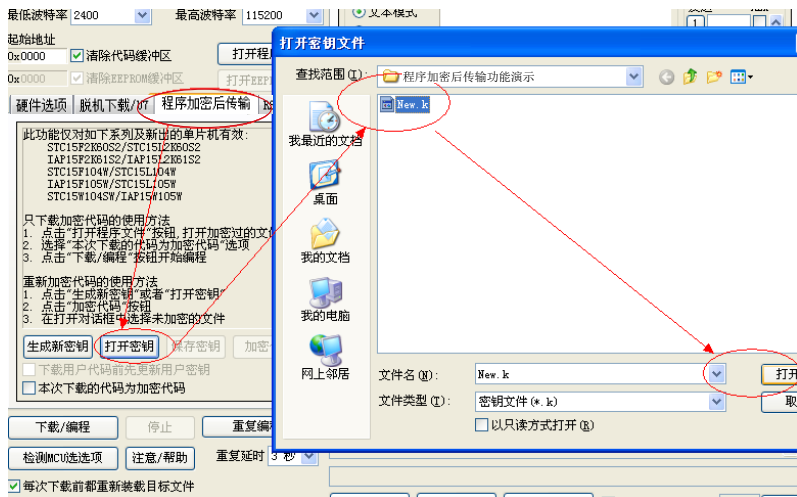 最低波特率 2400 最高波特率 115200
文本模式
起始地址
0x0000 清除代码缓冲区 打开程
0x0000 清除EEPROM缓冲区 打开EEP
硬件选项 脱机下载/U7 程序加密后传输
此功能仅对如下系列及新出的单片机有效:
STC15F2K60S2/STC15L2K60S2
IAP15F2K61S2/IAP15L2K61S2
STC15F104W/STC15L104W
IAP15F105W/STC15L105W
STC15W104SW/IAP15W105W
只下载加密代码的使用方法
1. 点击"打开程序文件"按钮,打开加密过的文
2. 选择"本次下载的代码为加密代码"选项
3. 点击"下载/编程"按钮开始编程
重新加密代码的使用方法
1. 点击"生成新密钥"或者"打开密钥"
2. 点击"加密代码"按钮
3. 在打开对话框中选择未加密的文件
生成新密钥 打开密钥 保存密钥 加密
下载用户代码前先更新用户密钥
本次下载的代码为加密代码
下载/编程 停止 重复编
检测MCU选项 注意/帮助 重复延时 3 秒
每次下载前都重新装载目标文件
打开密钥文件
查找范围(I): 程序加密后传输功能演示
New.k
我最近的文档
桌面
我的文档
我的电脑
网上邻居
文件名(N): New.k 打开
文件类型(T): 密钥文件(*.k) 取
以只读方式打开(R)